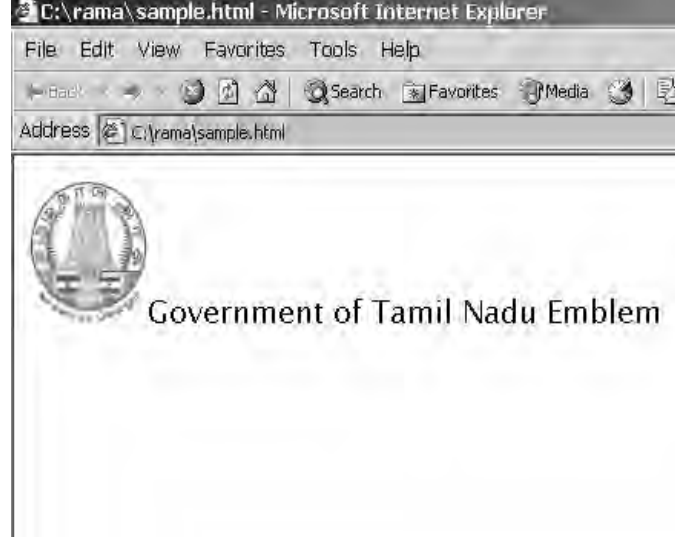 C:\rama\sample.html - Microsoft Internet Explorer
File Edit View Favorites Tools Help
Back Search Favorites Media
Address C:\rama\sample.html
Government of Tamil Nadu Emblem